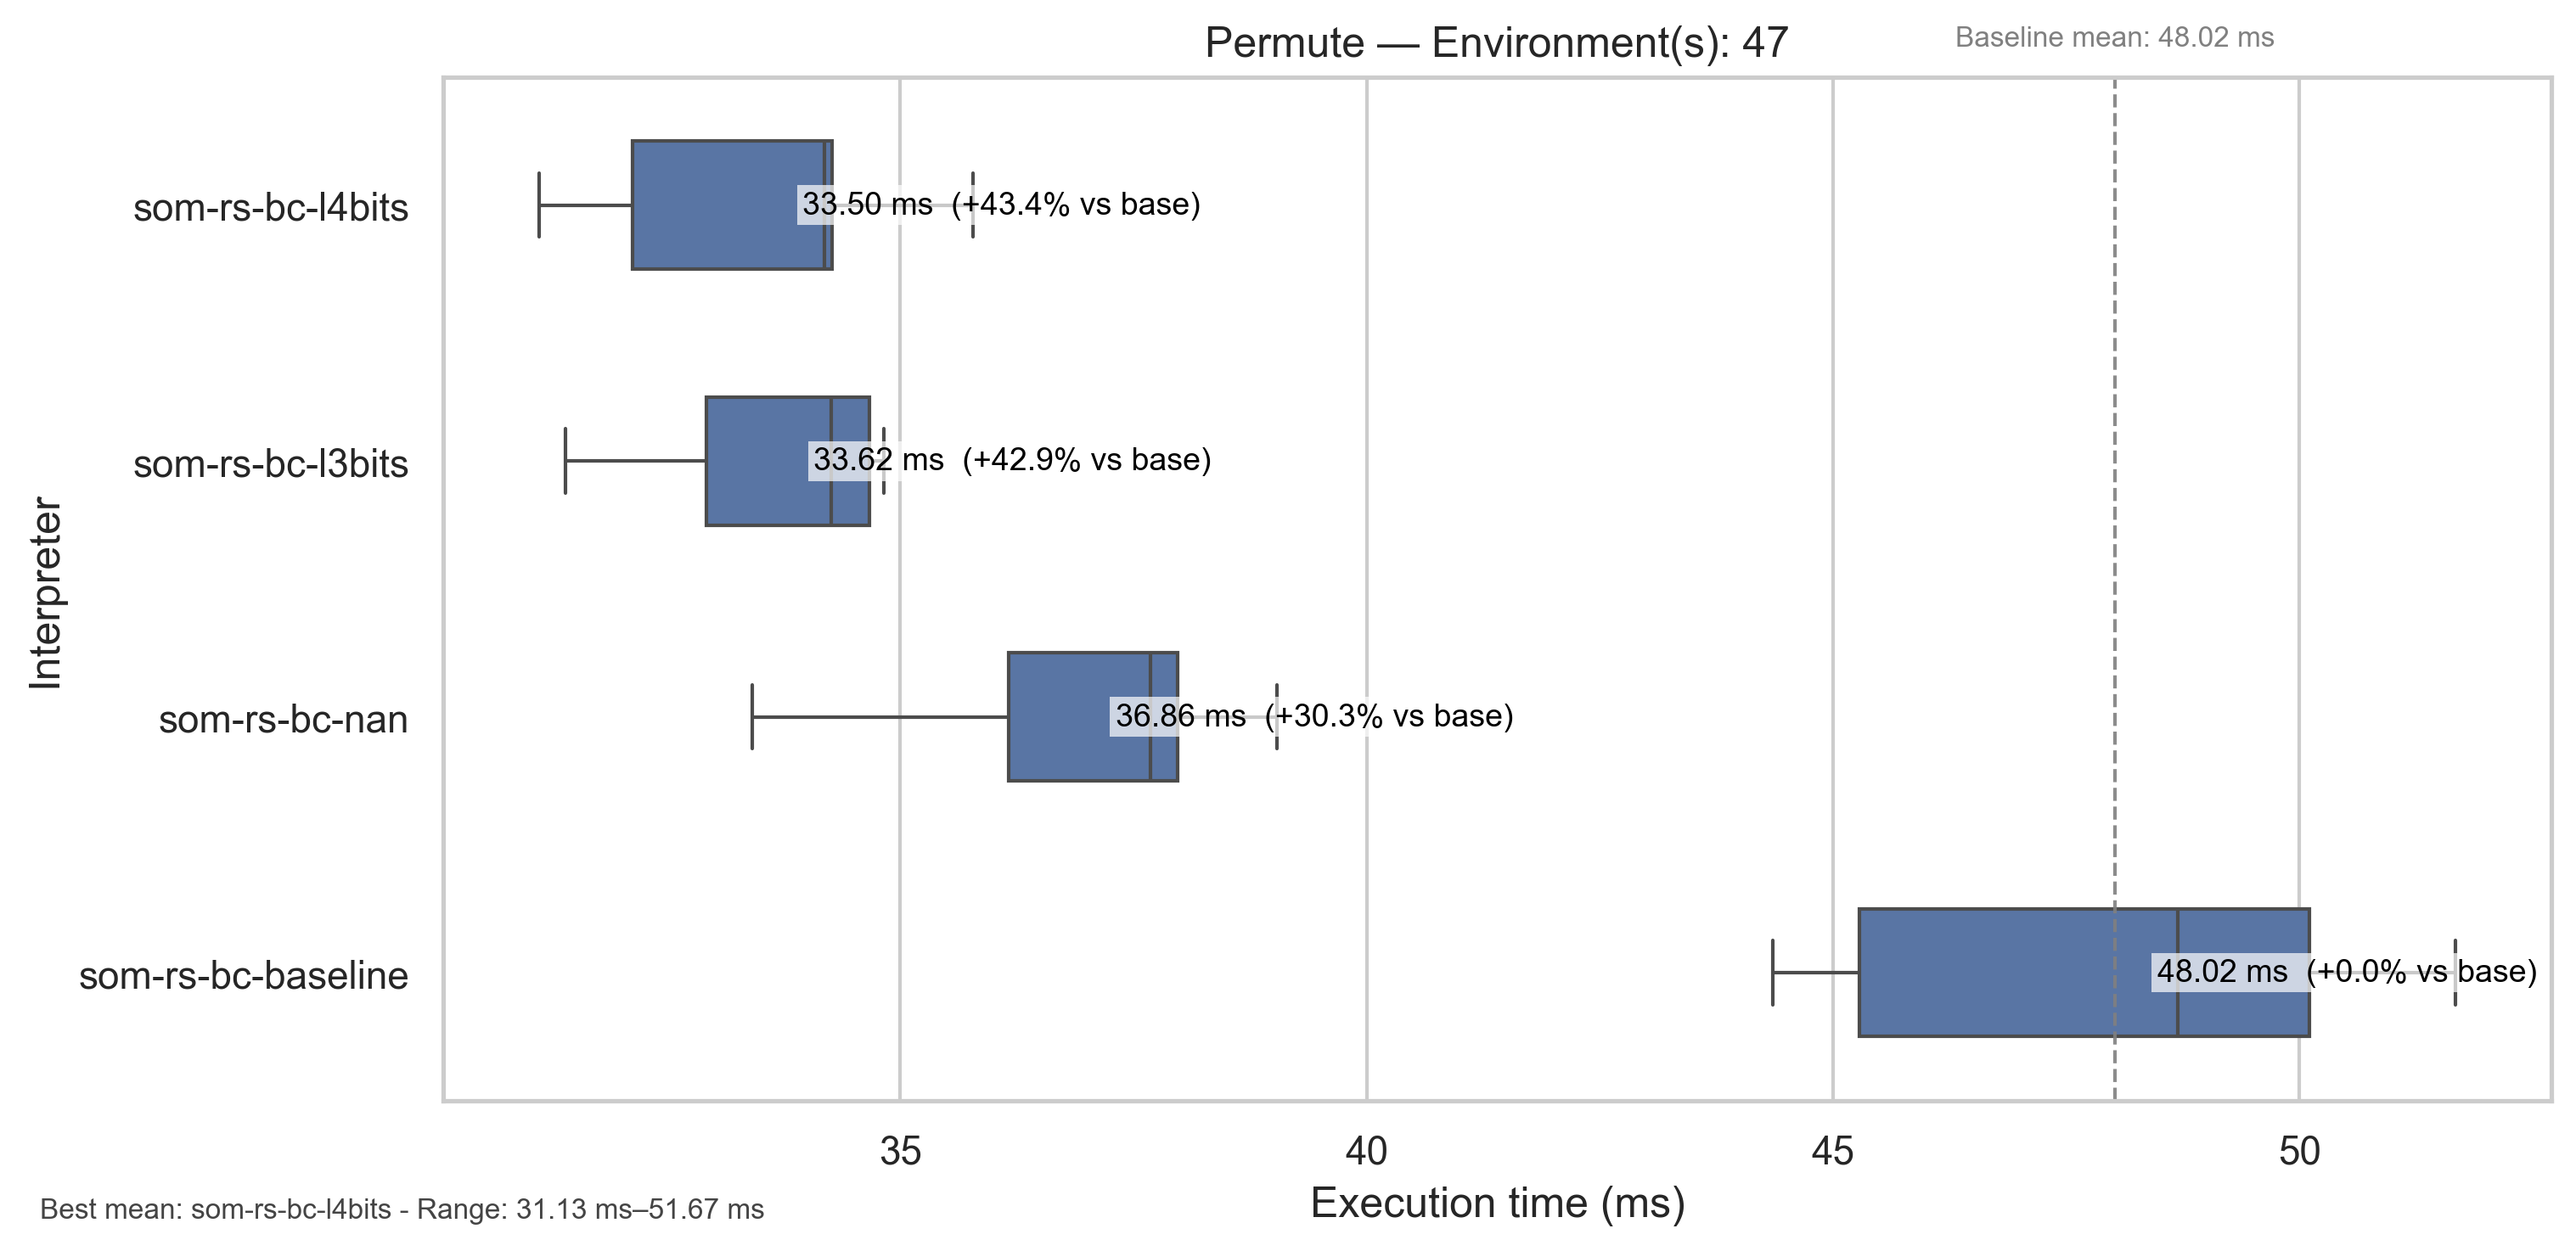 Permute — Environment(s): 47
Baseline mean: 48.02 ms
Interpreter
som-rs-bc-l4bits
33.50 ms  (+43.4% vs base)
som-rs-bc-l3bits
33.62 ms  (+42.9% vs base)
som-rs-bc-nan
36.86 ms  (+30.3% vs base)
som-rs-bc-baseline
48.02 ms  (+0.0% vs base)
35 40 45 50
Execution time (ms)
Best mean: som-rs-bc-l4bits - Range: 31.13 ms–51.67 ms